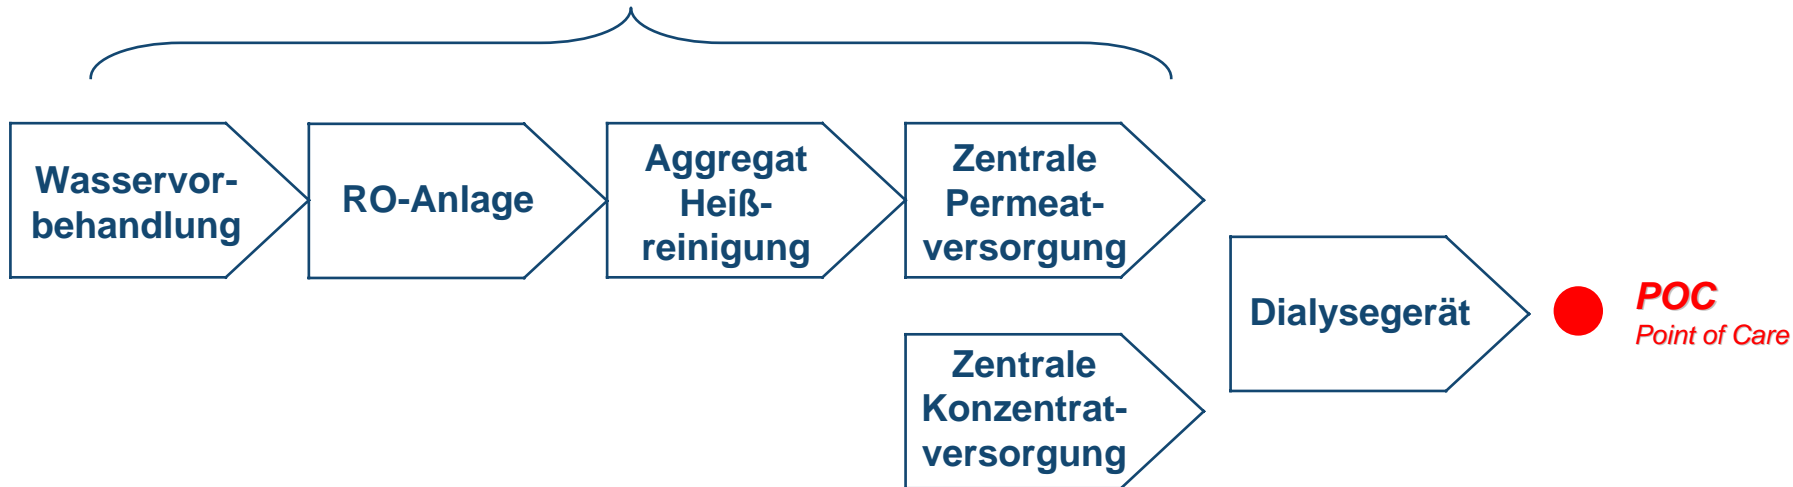 Wasservor-
behandlung
RO-Anlage
Aggregat
Heiß-
reinigung
Zentrale
Permeat-
versorgung
Zentrale
Konzentrat-
versorgung
Dialysegerät
POC
Point of Care